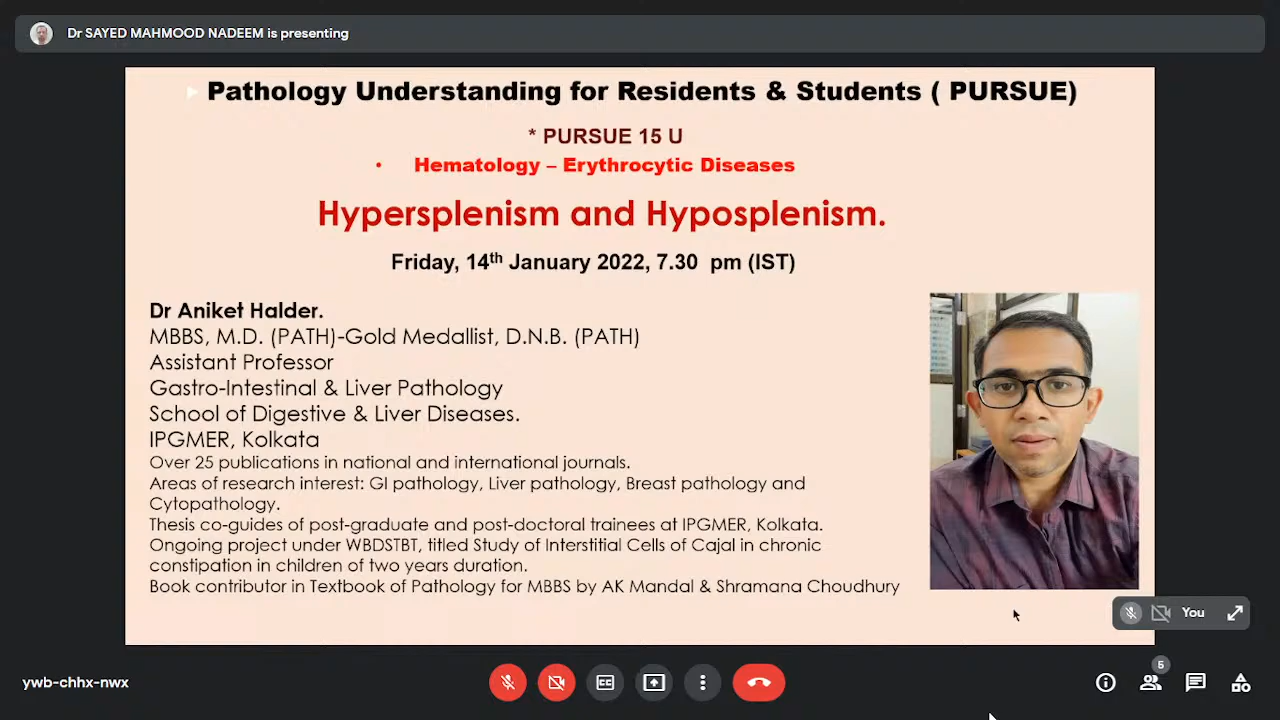 Dr SAYED MAHMOOD NADEEM is presenting
Pathology Understanding for Residents & Students ( PURSUE)
* PURSUE 15 U
• Hematology – Erythrocytic Diseases
Hypersplenism and Hyposplenism.
Friday, 14th January 2022, 7.30 pm (IST)
Dr Aniket Halder.
MBBS, M.D. (PATH)-Gold Medallist, D.N.B. (PATH)
Assistant Professor
Gastro-Intestinal & Liver Pathology
School of Digestive & Liver Diseases.
IPGMER, Kolkata
Over 25 publications in national and international journals.
Areas of research interest: GI pathology, Liver pathology, Breast pathology and
Cytopathology.
Thesis co-guides of post-graduate and post-doctoral trainees at IPGMER, Kolkata.
Ongoing project under WBDSTBT, titled Study of Interstitial Cells of Cajal in chronic
constipation in children of two years duration.
Book contributor in Textbook of Pathology for MBBS by AK Mandal & Shramana Choudhury
You
ywb-chhx-nwx
CC
5